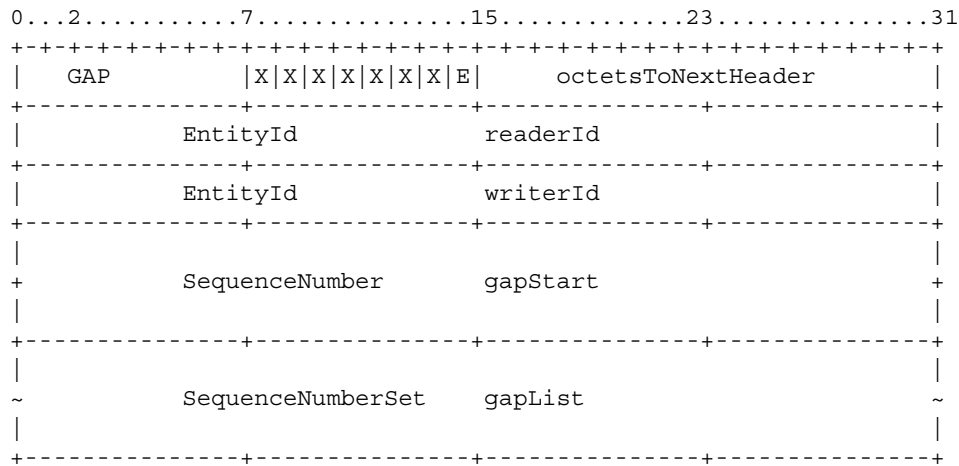 0...2...........7...............15.............23...............31
+-+-+-+-+-+-+-+-+-+-+-+-+-+-+-+-+-+-+-+-+-+-+-+-+-+-+-+-+-+-+-+-+
|   GAP         |X|X|X|X|X|X|X|E|     octetsToNextHeader        |
+---------------+---------------+---------------+---------------+
|           EntityId            readerId                        |
+---------------+---------------+---------------+---------------+
|           EntityId            writerId                        |
+---------------+---------------+---------------+---------------+
|                                                               |
+           SequenceNumber      gapStart                        +
|                                                               |
+---------------+---------------+---------------+---------------+
|                                                               |
~           SequenceNumberSet   gapList                         ~
|                                                               |
+---------------+---------------+---------------+---------------+